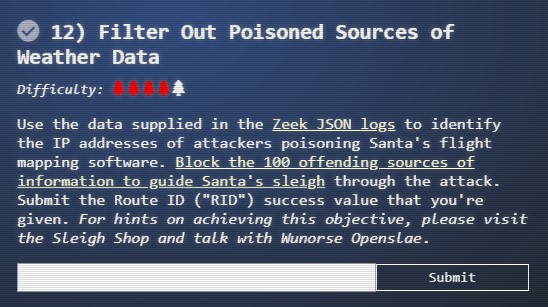 12) Filter Out Poisoned Sources of
Weather Data
Difficulty:
Use the data supplied in the Zeek JSON logs to identify
the IP addresses of attackers poisoning Santa's flight
mapping software. Block the 100 offending sources of
information to guide Santa's sleigh through the attack.
Submit the Route ID ("RID") success value that you're
given. For hints on achieving this objective, please visit
the Sleigh Shop and talk with Wunorse Openslae.
Submit